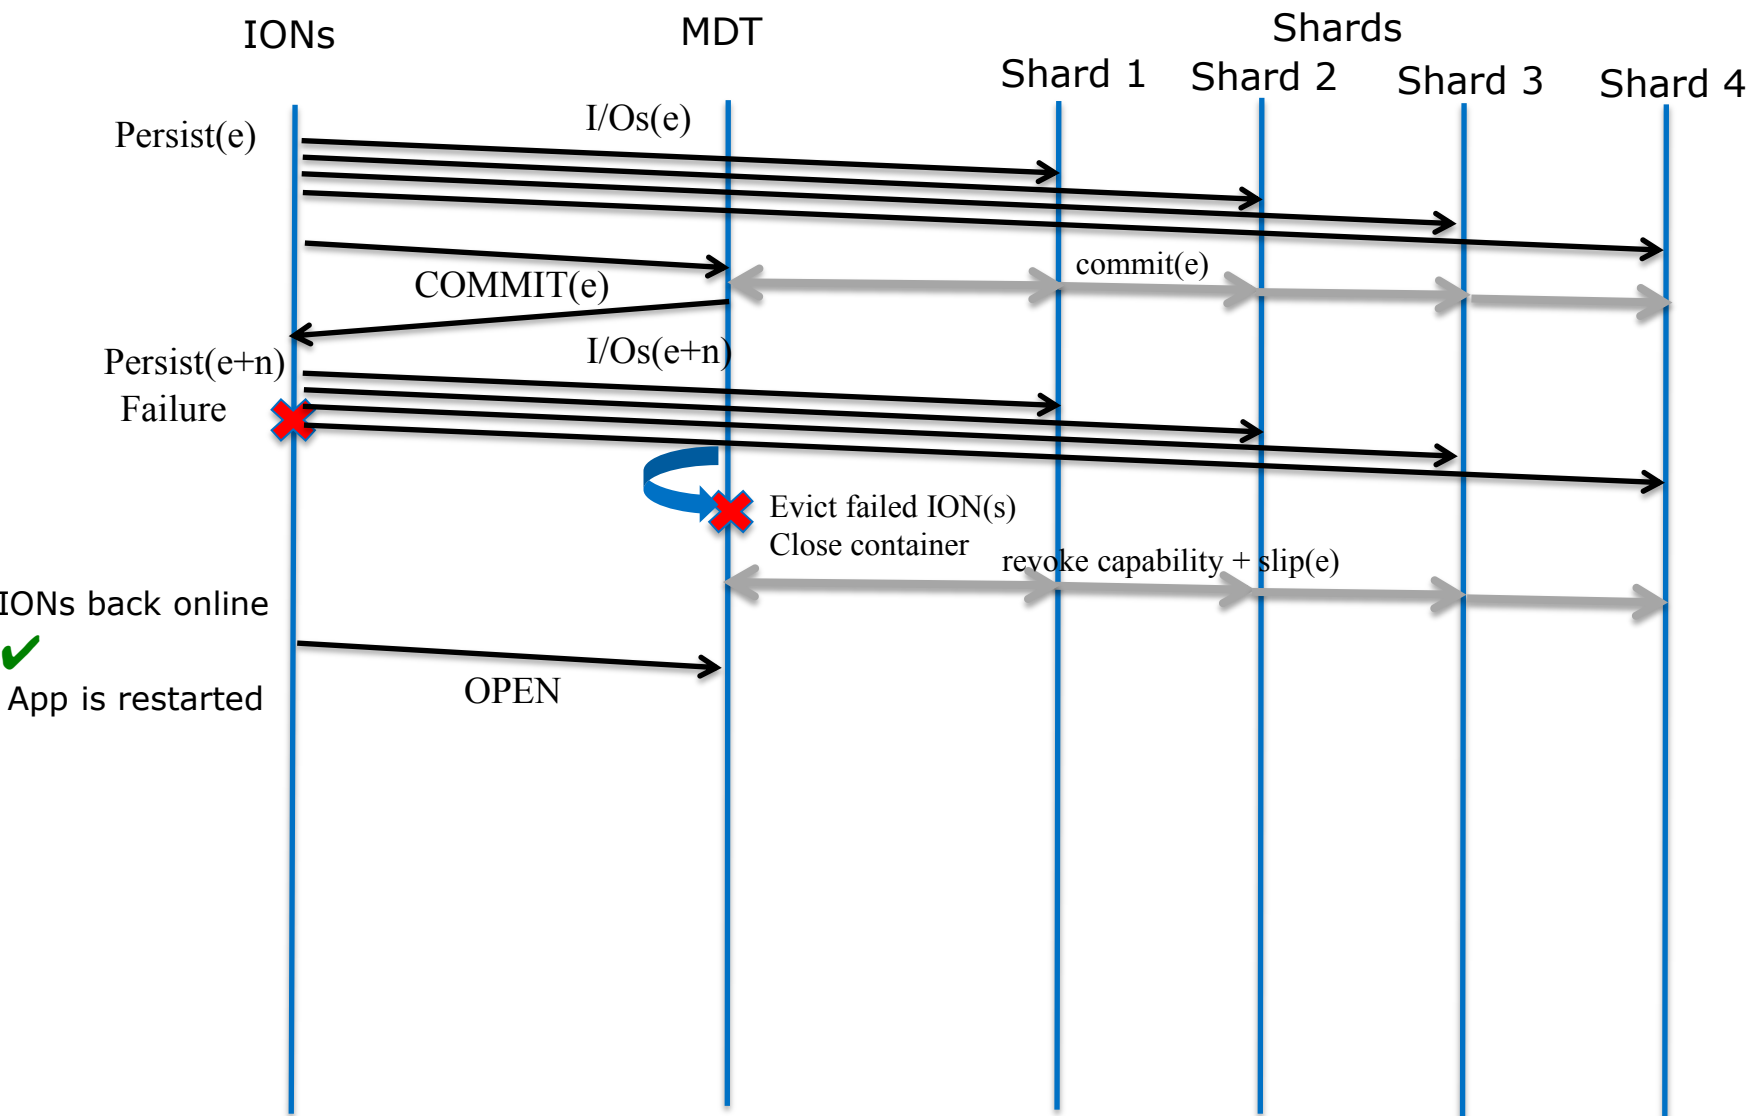 IONs
MDT
Shards
Shard 1
Shard 2
Shard 3
Shard 4
Persist(e)
I/Os(e)
COMMIT(e)
commit(e)
Persist(e+n)
Failure
I/Os(e+n)
Evict failed ION(s)
Close container
revoke capability + slip(e)
IONs back online
App is restarted
OPEN